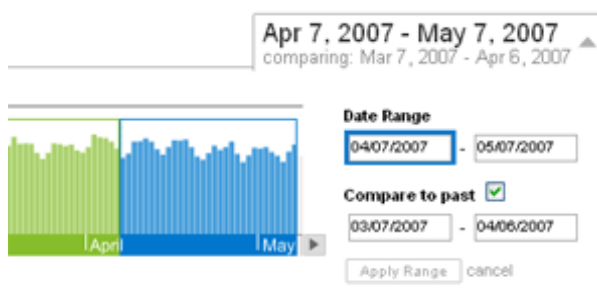 Apr 7, 2007 - May 7, 2007
comparing: Mar 7, 2007 - Apr 6, 2007
Date Range
04/07/2007 - 05/07/2007
Compare to past
03/07/2007 - 04/06/2007
April May
Apply Range cancel